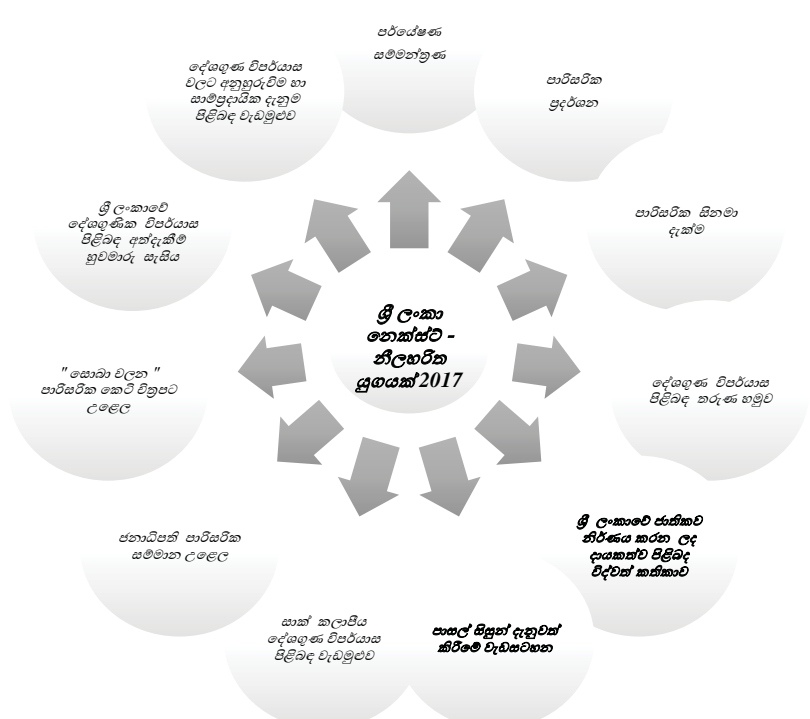 පර්යේෂණ
සම්මන්ත්‍රණ
පාරිසරික
ප්‍රදර්ශන
පාරිසරික සිනමා
දැක්ම
දේශගුණ විපර්යාස
පිළිබඳ තරුණ හමුව
ශ්‍රී ලංකාවේ ජාතිකව
නිර්ණය කරන ලද
දායකත්ව පිළිබද
විද්වත් කතිකාව
පාසල් සිසුන් දැනුවත්
කිරීමේ වැඩසටහන
සාක් කලාපීය
දේශගුණ විපර්යාස
පිළිබඳ වැඩමුළුව
ජනාධිපති පාරිසරික
සම්මාන උළෙල
" සොබා චලන "
පාරිසරික කෙටි චිත්‍රපට
උළෙල
ශ්‍රී ලංකාවේ
දේශගුණික විපර්යාස
පිළිබඳ අත්දැකීම්
හුවමාරු සැසිය
දේශගුණ විපර්යාස
වලට අනුහුරුවිම හා
සාම්ප්‍රදායික දැනුම
පිළිබඳ වැඩමුළුව
ශ්‍රී ලංකා
නෙක්ස්ට් -
නීලහරිත
යුගයක් 2017